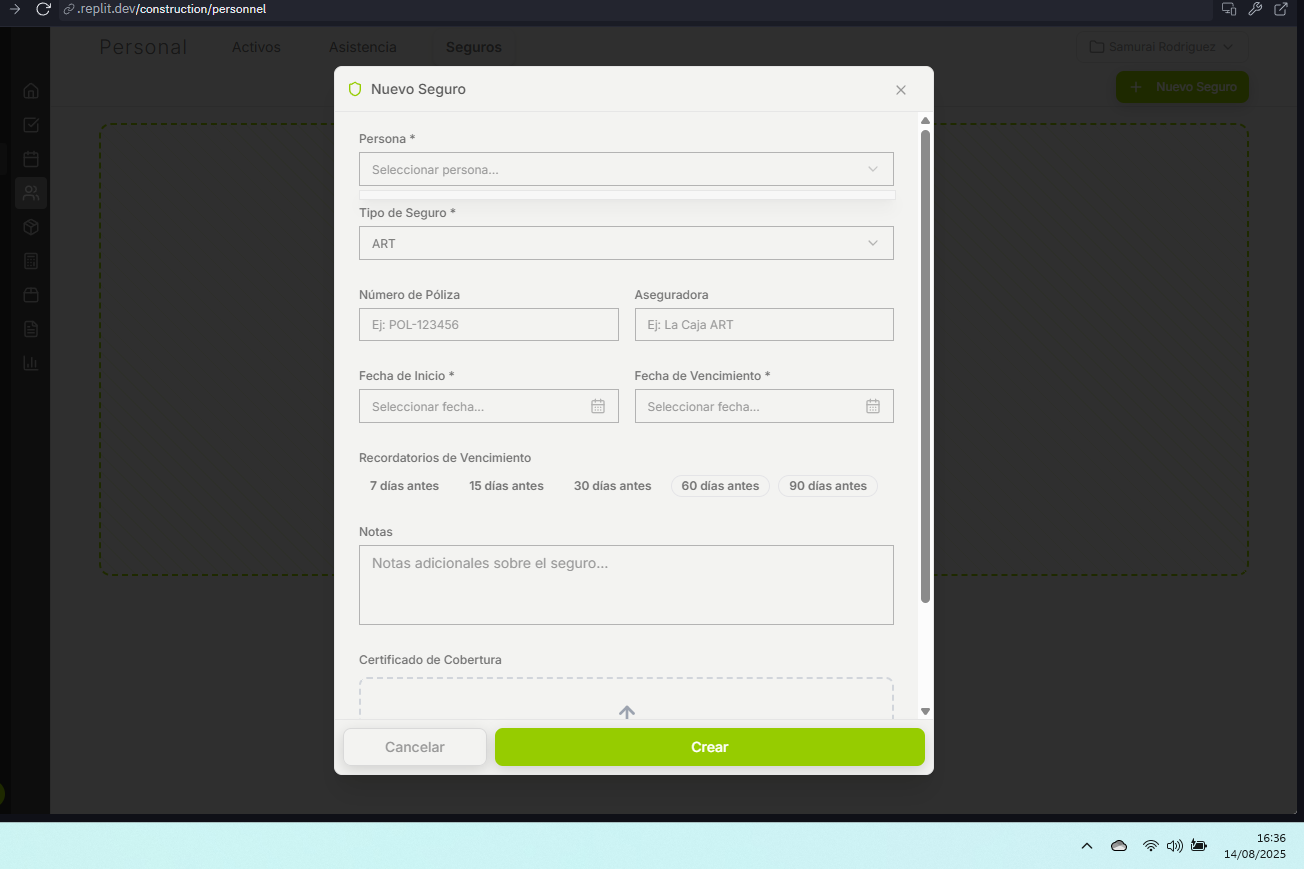 .replit.dev/construction/personnel
Personal Activos Asistencia Seguros Samurai Rodriguez
Nuevo Seguro
+ Nuevo Seguro
Persona *
Seleccionar persona...
Tipo de Seguro *
ART
Número de Póliza Aseguradora
Ej: POL-123456 Ej: La Caja ART
Fecha de Inicio * Fecha de Vencimiento *
Seleccionar fecha... Seleccionar fecha...
Recordatorios de Vencimiento
7 días antes 15 días antes 30 días antes 60 días antes 90 días antes
Notas
Notas adicionales sobre el seguro...
Certificado de Cobertura
Cancelar Crear
16:36
14/08/2025